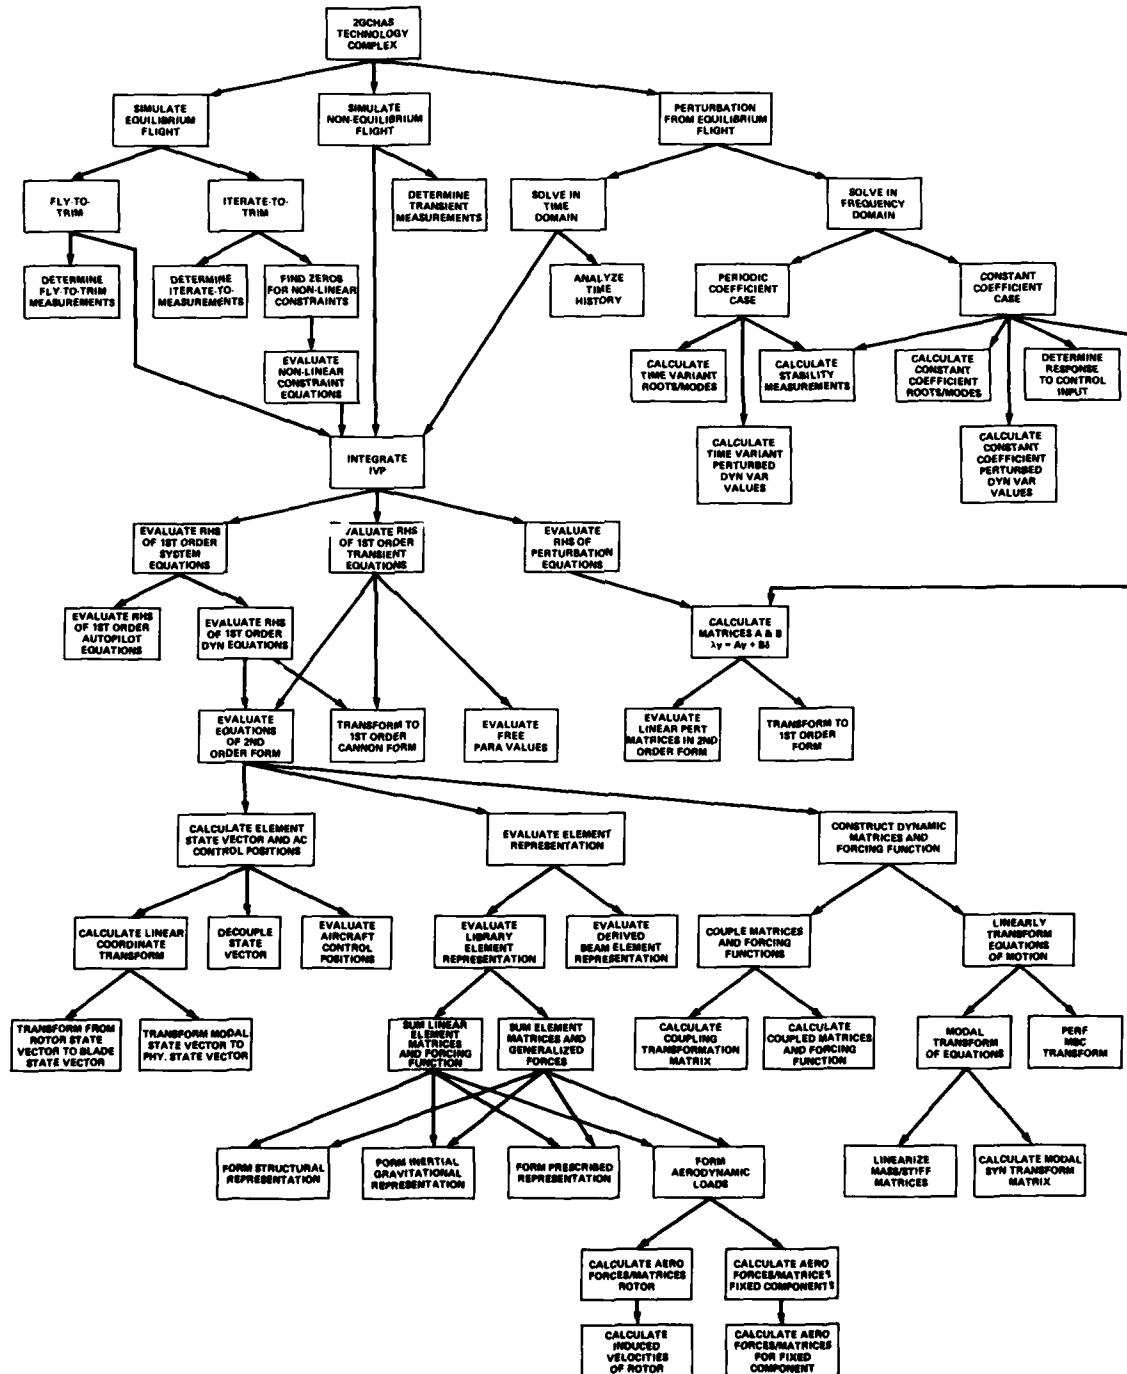 2GCHAS
TECHNOLOGY
COMPLEX
SIMULATE
EQUILIBRIUM
FLIGHT
SIMULATE
NON-EQUILIBRIUM
FLIGHT
PERTURBATION
FROM EQUILIBRIUM
FLIGHT
FLY-TO-
TRIM
ITERATE-TO-
TRIM
DETERMINE
TRANSIENT
MEASUREMENTS
SOLVE IN
TIME
DOMAIN
SOLVE IN
FREQUENCY
DOMAIN
DETERMINE
FLY-TO-TRIM
MEASUREMENTS
DETERMINE
ITERATE-TO-
MEASUREMENTS
FIND ZEROS
FOR NON-LINEAR
CONSTRAINTS
ANALYZE
TIME
HISTORY
PERIODIC
COEFFICIENT
CASE
CONSTANT
COEFFICIENT
CASE
EVALUATE
NON-LINEAR
CONSTRAINT
EQUATIONS
CALCULATE
TIME VARIANT
ROOTS/MODES
CALCULATE
STABILITY
MEASUREMENTS
CALCULATE
CONSTANT
COEFFICIENT
ROOTS/MODES
DETERMINE
RESPONSE
TO CONTROL
INPUT
INTEGRATE
IVP
CALCULATE
TIME VARIANT
PERTURBED
DYN VAR
VALUES
CALCULATE
CONSTANT
COEFFICIENT
PERTURBED
DYN VAR
VALUES
EVALUATE RHS
OF 1ST ORDER
SYSTEM
EQUATIONS
VALUATE RHS
OF 1ST ORDER
TRANSIENT
EQUATIONS
EVALUATE
RHS OF
PERTURBATION
EQUATIONS
EVALUATE RHS
OF 1ST ORDER
AUTOPILOT
EQUATIONS
EVALUATE RHS
OF 1ST ORDER
DYN EQUATIONS
CALCULATE
MATRICES A & B
λy = Ay + Bδ
EVALUATE
EQUATIONS
OF 2ND
ORDER FORM
TRANSFORM TO
1ST ORDER
CANNON FORM
EVALUATE
FREE
PARA VALUES
EVALUATE
LINEAR PERT
MATRICES IN 2ND
ORDER FORM
TRANSFORM TO
1ST ORDER
FORM
CALCULATE ELEMENT
STATE VECTOR AND AC
CONTROL POSITIONS
EVALUATE ELEMENT
REPRESENTATION
CONSTRUCT DYNAMIC
MATRICES AND
FORCING FUNCTION
CALCULATE LINEAR
COORDINATE
TRANSFORM
DECOUPLE
STATE
VECTOR
EVALUATE
AIRCRAFT
CONTROL
POSITIONS
EVALUATE
LIBRARY
ELEMENT
REPRESENTATION
EVALUATE
DERIVED
BEAM ELEMENT
REPRESENTATION
COUPLE MATRICES
AND FORCING
FUNCTIONS
LINEARLY
TRANSFORM
EQUATIONS
OF MOTION
TRANSFORM FROM
ROTOR STATE
VECTOR TO BLADE
STATE VECTOR
TRANSFORM MODAL
STATE VECTOR TO
PHY. STATE VECTOR
SUM LINEAR
ELEMENT
MATRICES
AND FORCING
FUNCTION
SUM ELEMENT
MATRICES AND
GENERALIZED
FORCES
CALCULATE
COUPLING
TRANSFORMATION
MATRIX
CALCULATE
COUPLED MATRICES
AND FORCING
FUNCTION
MODAL
TRANSFORM
OF EQUATIONS
PERF
MBC
TRANSFORM
FORM STRUCTURAL
REPRESENTATION
FORM INERTIAL
GRAVITATIONAL
REPRESENTATION
FORM PRESCRIBED
REPRESENTATION
FORM
AERODYNAMIC
LOADS
LINEARIZE
MASS/STIFF
MATRICES
CALCULATE MODAL
SYN TRANSFORM
MATRIX
CALCULATE AERO
FORCES/MATRICES
ROTOR
CALCULATE AERO
FORCES/MATRICES
FIXED COMPONENTS
CALCULATE
INDUCED
VELOCITIES
OF ROTOR
CALCULATE AERO
FORCES/MATRICES
FOR FIXED
COMPONENT